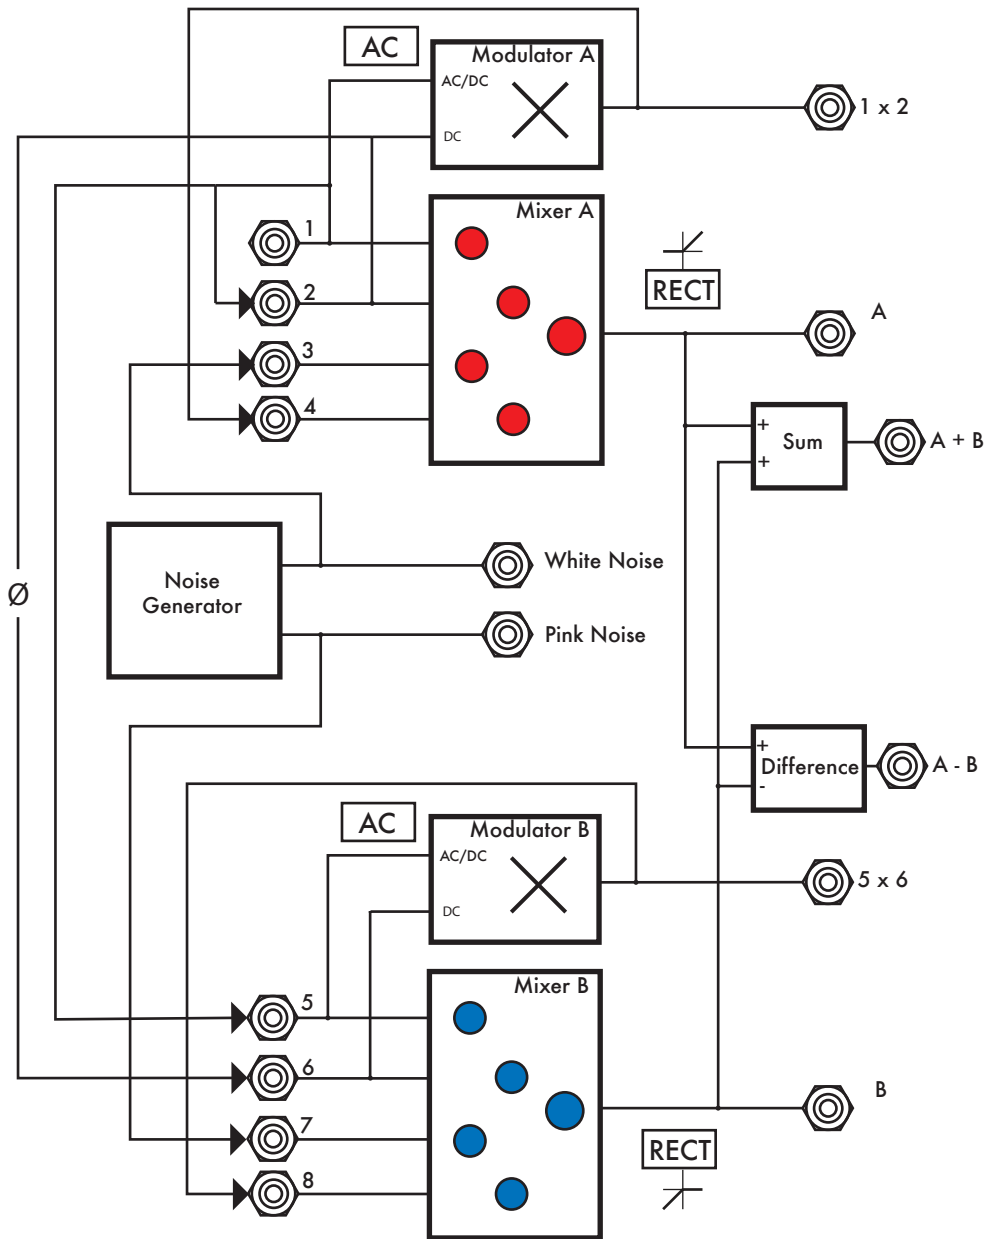 AC
Modulator A
AC/DC
DC
1 x 2
Mixer A
1
2
3
4
RECT
A
+
+
Sum
A + B
Noise
Generator
White Noise
Pink Noise
Ø
+
Difference
-
A - B
AC
Modulator B
AC/DC
DC
5 x 6
Mixer B
5
6
7
8
B
RECT